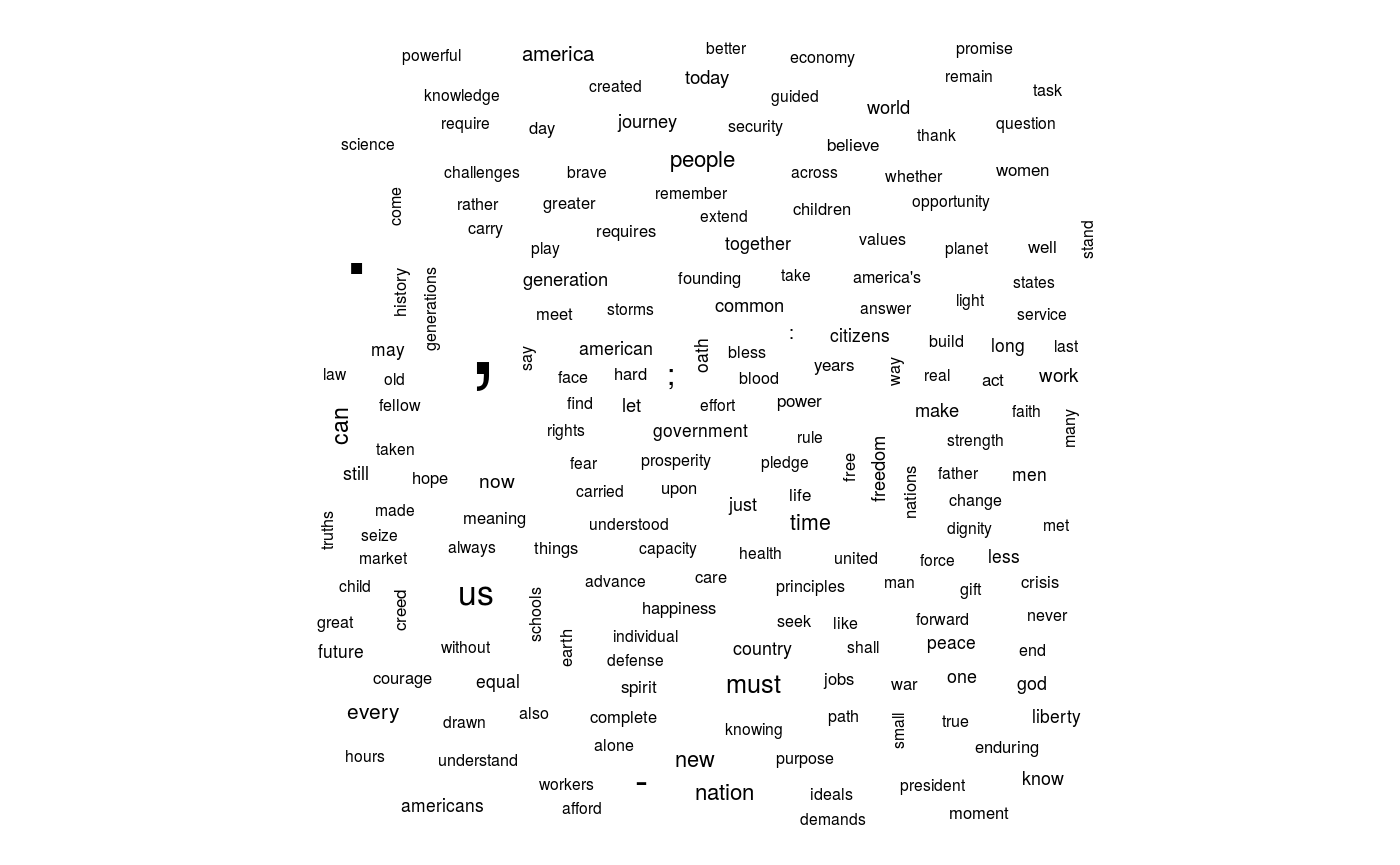 powerful america better economy promise
created today remain
knowledge guided world task
require day journey security believe thank question
science
people
challenges brave across whether women
come remember
rather greater extend children opportunity
carry requires
play together values planet well stand
.
history generations generation founding take america's states
meet storms common answer light service
: citizens build long last
may say american oath bless
law old , face hard ; blood years way real act work
can fellow find let effort power make faith many
rights government rule strength
taken
still hope now fear prosperity pledge free freedom nations father men
carried upon just life change
truths made meaning understood time dignity met
seize
market always things capacity health united force less
child us advance care principles man gift crisis
creed schools happiness
great seek like forward never
future without earth individual country shall peace end
defense
courage equal spirit must jobs war one god
every drawn also complete knowing path small true liberty
alone enduring
hours understand new purpose
workers - nation ideals president know
americans afford demands moment